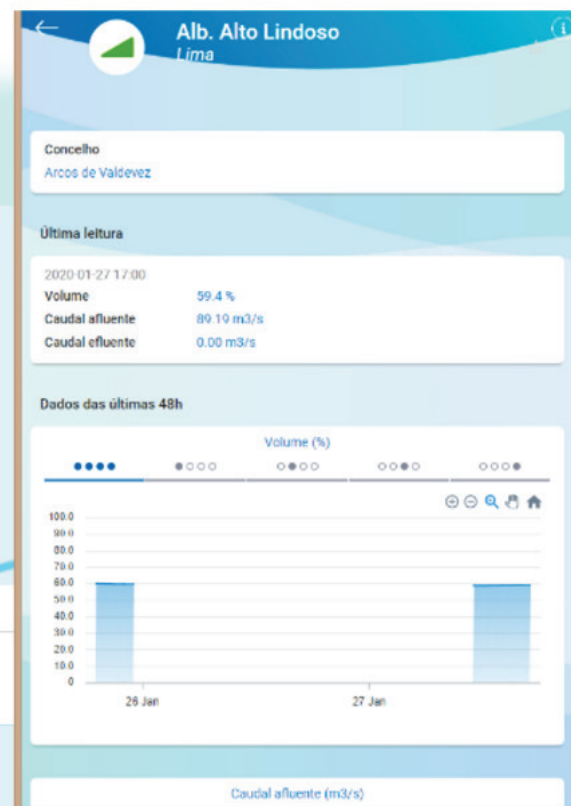 Alb. Alto Lindoso
Lima
Concelho
Arcos de Valdevez
Última leitura
2020-01-27 17:00
Volume 59.4 %
Caudal afluente 89.19 m3/s
Caudal efluente 0.00 m3/s
Dados das últimas 48h
Volume (%)
100.0
90.0
80.0
70.0
60.0
50.0
40.0
30.0
20.0
10.0
0
26 Jan 27 Jan
Caudal afluente (m3/s)